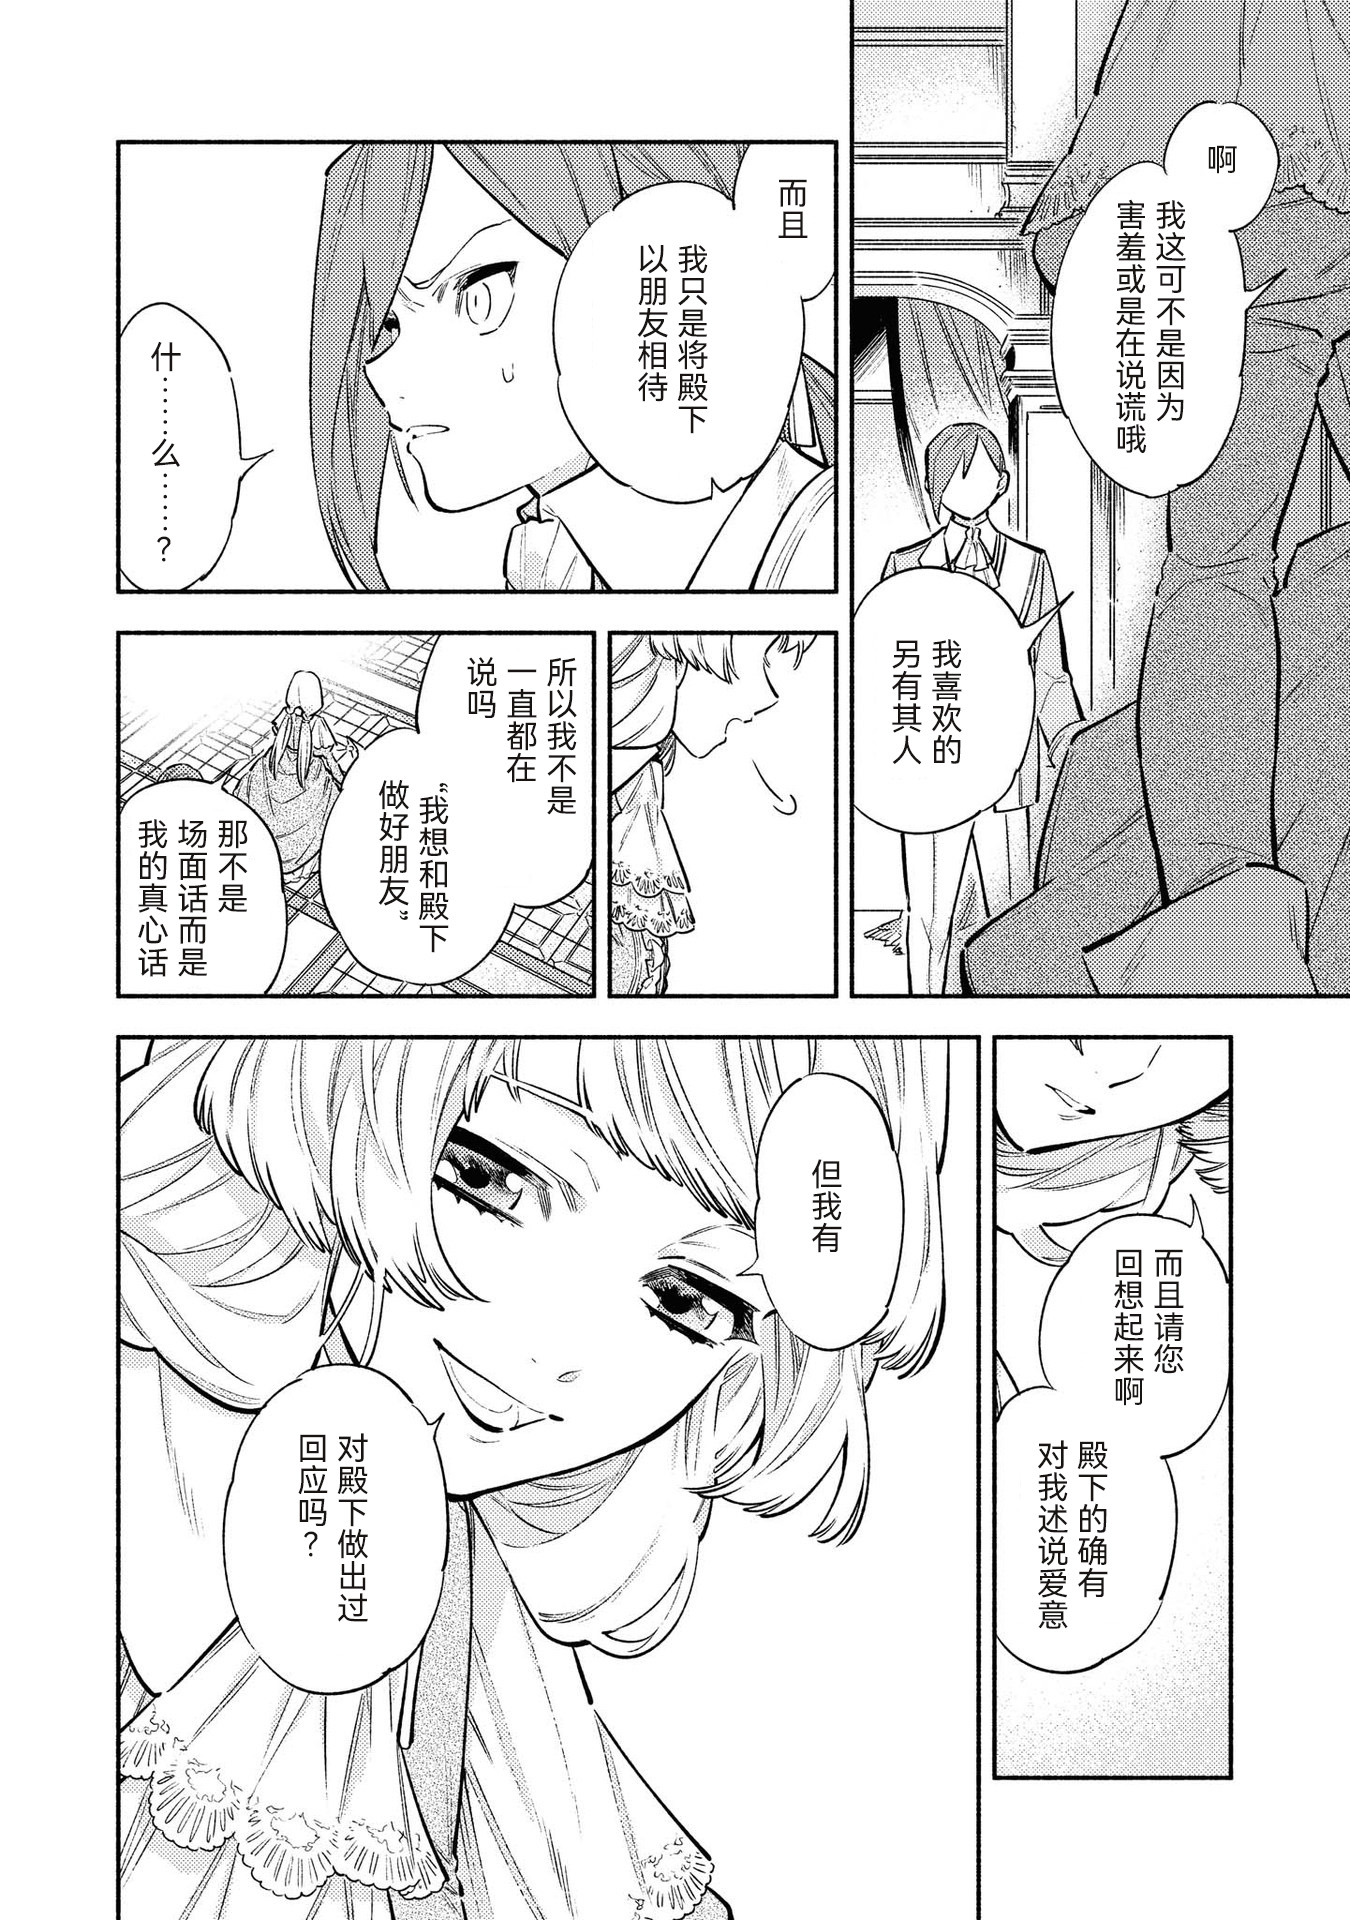 啊
我这可不是因为
害羞或是在说谎哦
我喜欢的
另有其人
而且
我只是将殿下
以朋友相待
什……么……？
所以我不是
一直都在
说吗
“我想和殿下
做好朋友”
那不是
场面话而是
我的真心话
而且请您
回想起来啊
殿下的确有
对我述说爱意
但我有
对殿下做出过
回应吗？